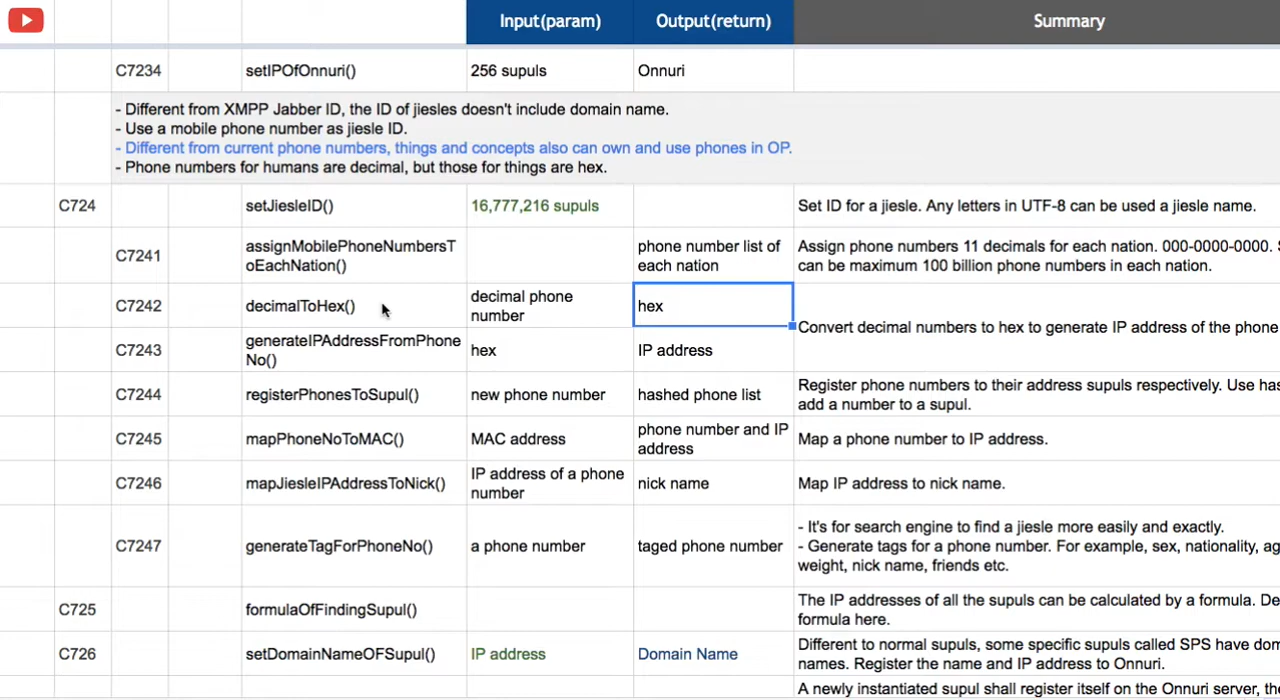 Input(param) Output(return) Summary
C7234 setIPOfOnnuri() 256 supuls Onnuri
- Different from XMPP Jabber ID, the ID of jiesles doesn't include domain name.
- Use a mobile phone number as jiesle ID.
- Different from current phone numbers, things and concepts also can own and use phones in OP.
- Phone numbers for humans are decimal, but those for things are hex.
C724 setJiesleID() 16,777,216 supuls Set ID for a jiesle. Any letters in UTF-8 can be used a jiesle name.
C7241 assignMobilePhoneNumbersT
oEachNation() phone number list of
each nation Assign phone numbers 11 decimals for each nation. 000-0000-0000. S
can be maximum 100 billion phone numbers in each nation.
C7242 decimalToHex() decimal phone
number hex
Convert decimal numbers to hex to generate IP address of the phone
C7243 generateIPAddressFromPhone
No() hex IP address
C7244 registerPhonesToSupul() new phone number hashed phone list Register phone numbers to their address supuls respectively. Use has
add a number to a supul.
C7245 mapPhoneNoToMAC() MAC address phone number and IP
address Map a phone number to IP address.
C7246 mapJiesleIPAddressToNick() IP address of a phone
number nick name Map IP address to nick name.
C7247 generateTagForPhoneNo() a phone number taged phone number - It's for search engine to find a jiesle more easily and exactly.
- Generate tags for a phone number. For example, sex, nationality, ag
weight, nick name, friends etc.
C725 formulaOfFindingSupul() The IP addresses of all the supuls can be calculated by a formula. De
formula here.
C726 setDomainNameOFSupul() IP address Domain Name Different to normal supuls, some specific supuls called SPS have dom
names. Register the name and IP address to Onnuri.
A newly instantiated supul shall register itself on the Onnuri server, the